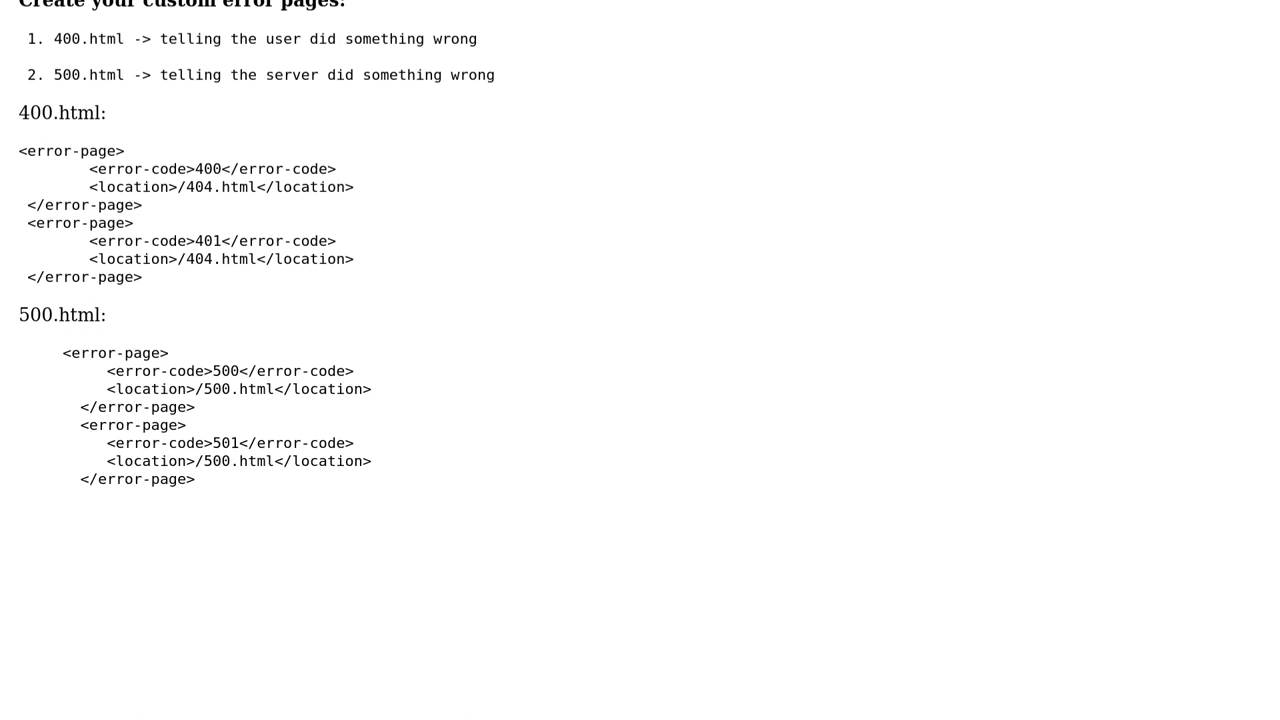 Create your custom error pages:
1. 400.html -> telling the user did something wrong
2. 500.html -> telling the server did something wrong
400.html:
<error-page>
<error-code>400</error-code>
<location>/404.html</location>
</error-page>
<error-page>
<error-code>401</error-code>
<location>/404.html</location>
</error-page>
500.html:
<error-page>
<error-code>500</error-code>
<location>/500.html</location>
</error-page>
<error-page>
<error-code>501</error-code>
<location>/500.html</location>
</error-page>